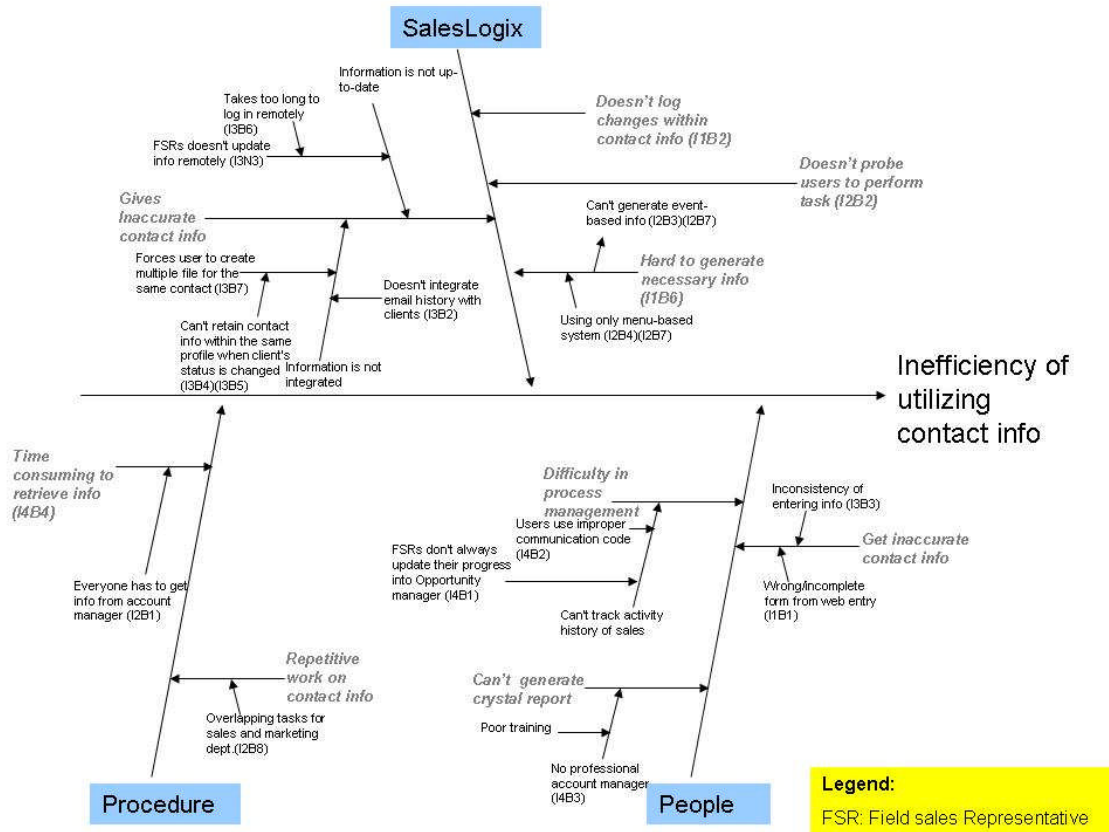 SalesLogix
Information is not up-
to-date
Takes too long to
log in remotely
(I3B6)
FSRs doesn't update
info remotely (I3N3)
Doesn't log
changes within
contact info (I1B2)
Doesn't probe
users to perform
task (I2B2)
Gives
Inaccurate
contact info
Can't generate event-
based info (I2B3)(I2B7)
Forces user to create
multiple file for the
same contact (I3B7)
Doesn't integrate
email history with
clients (I3B2)
Hard to generate
necessary info
(I1B6)
Using only menu-based
system (I2B4)(I2B7)
Can't retain contact
info within the same
profile when client's
status is changed
(I3B4)(I3B5)
Information is not
integrated
Inefficiency of
utilizing
contact info
Time
consuming to
retrieve info
(I4B4)
Everyone has to get
info from account
manager (I2B1)
Repetitive
work on
contact info
Overlapping tasks for
sales and marketing
dept.(I2B8)
Difficulty in
process
management
Users use improper
communication code
(I4B2)
FSRs don't always
update their progress
into Opportunity
manager (I4B1)
Can't track activity
history of sales
Inconsistency of
entering info (I3B3)
Get inaccurate
contact info
Wrong/incomplete
form from web entry
(I1B1)
Can't generate
crystal report
Poor training
No professional
account manager
(I4B3)
Procedure
People
Legend:
FSR: Field sales Representative